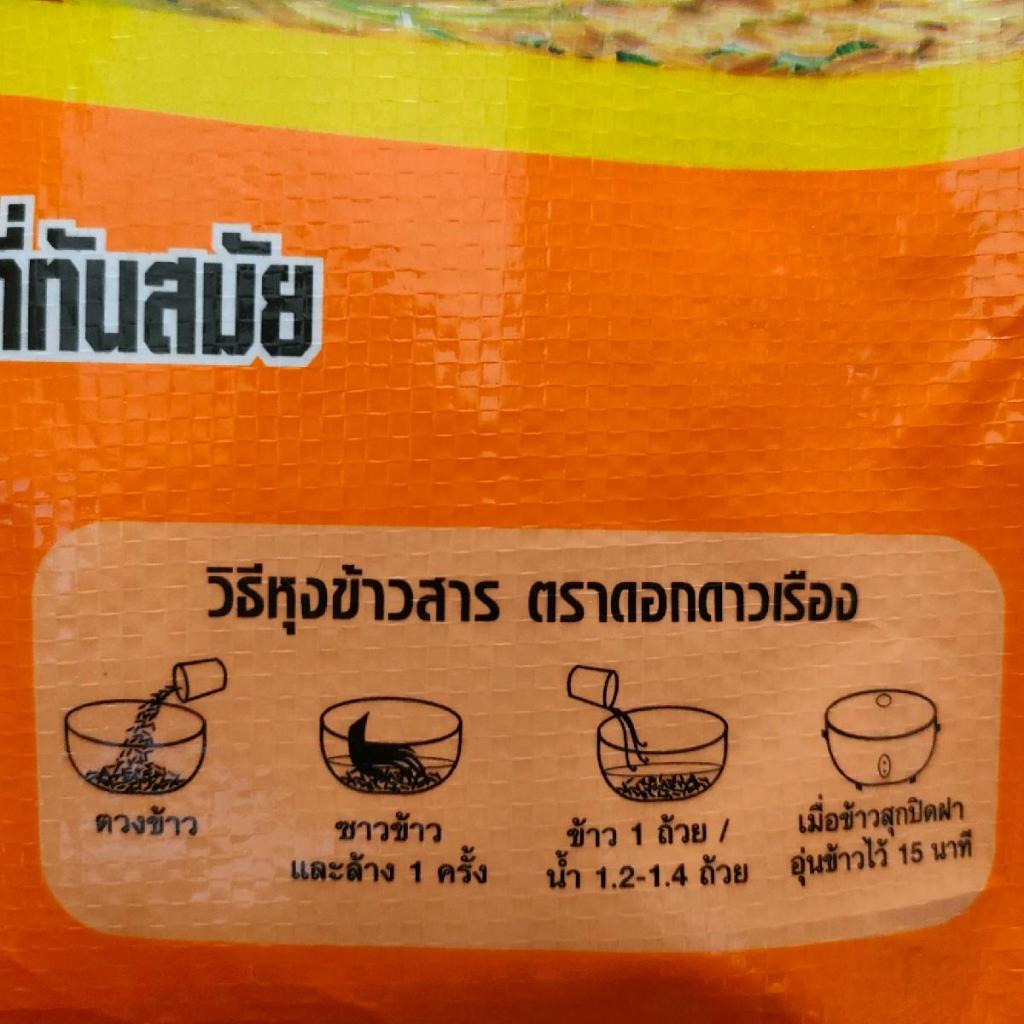 ที่ทันสมัย
วิธีหุงข้าวสาร ตราดอกดาวเรือง
ตวงข้าว
ซาวข้าว
และล้าง 1 ครั้ง
ข้าว 1 ถ้วย /
น้ำ 1.2-1.4 ถ้วย
เมื่อข้าวสุกปิดฝา
อุ่นข้าวไว้ 15 นาที